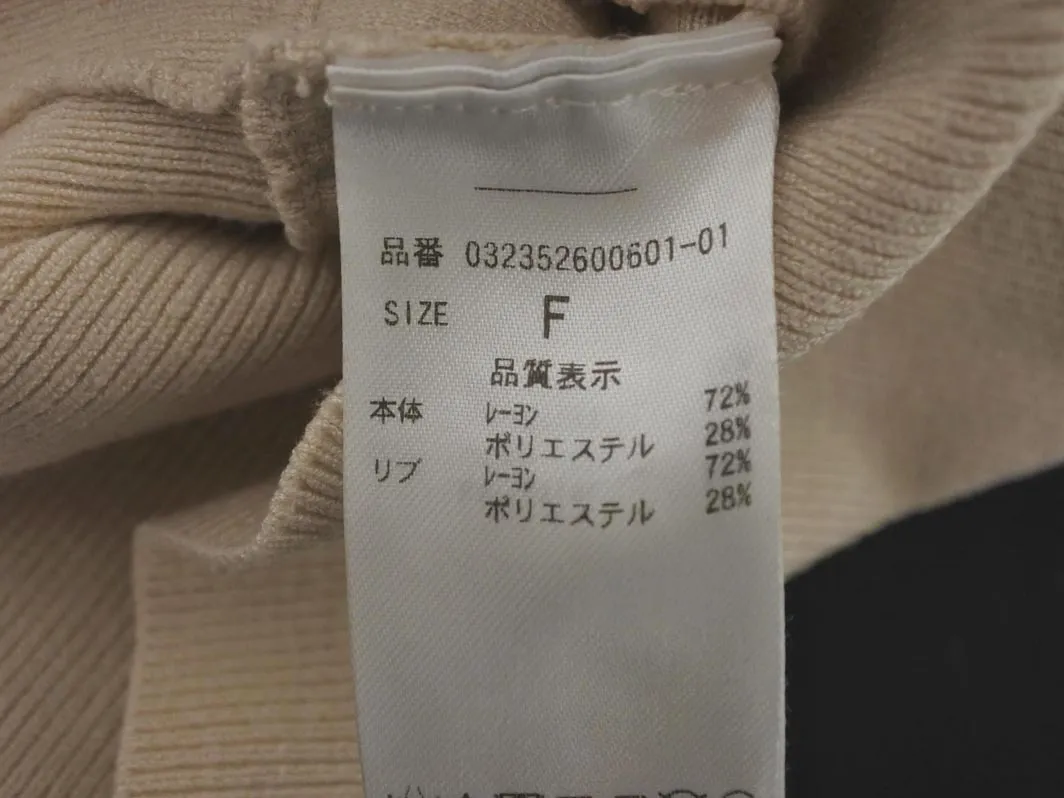 品番 032352600601-01
SIZE F
品質表示
本体 ﾚｰﾖﾝ 72%
ポリエステル 28%
リブ ﾚｰﾖﾝ 72%
ポリエステル 28%